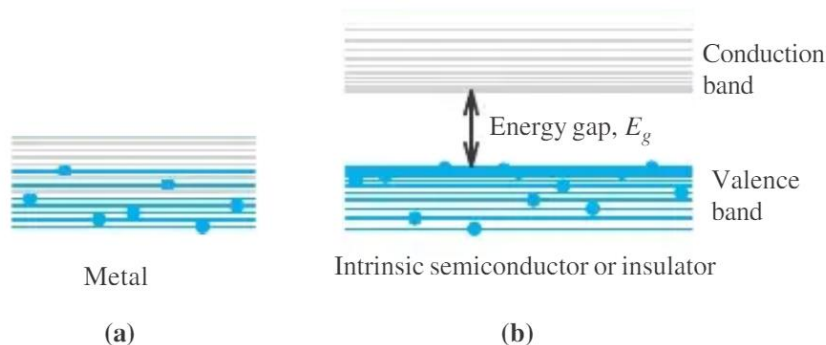 Conduction
band
Energy gap, E_g
Valence
band
Metal
Intrinsic semiconductor or insulator
(a)
(b)